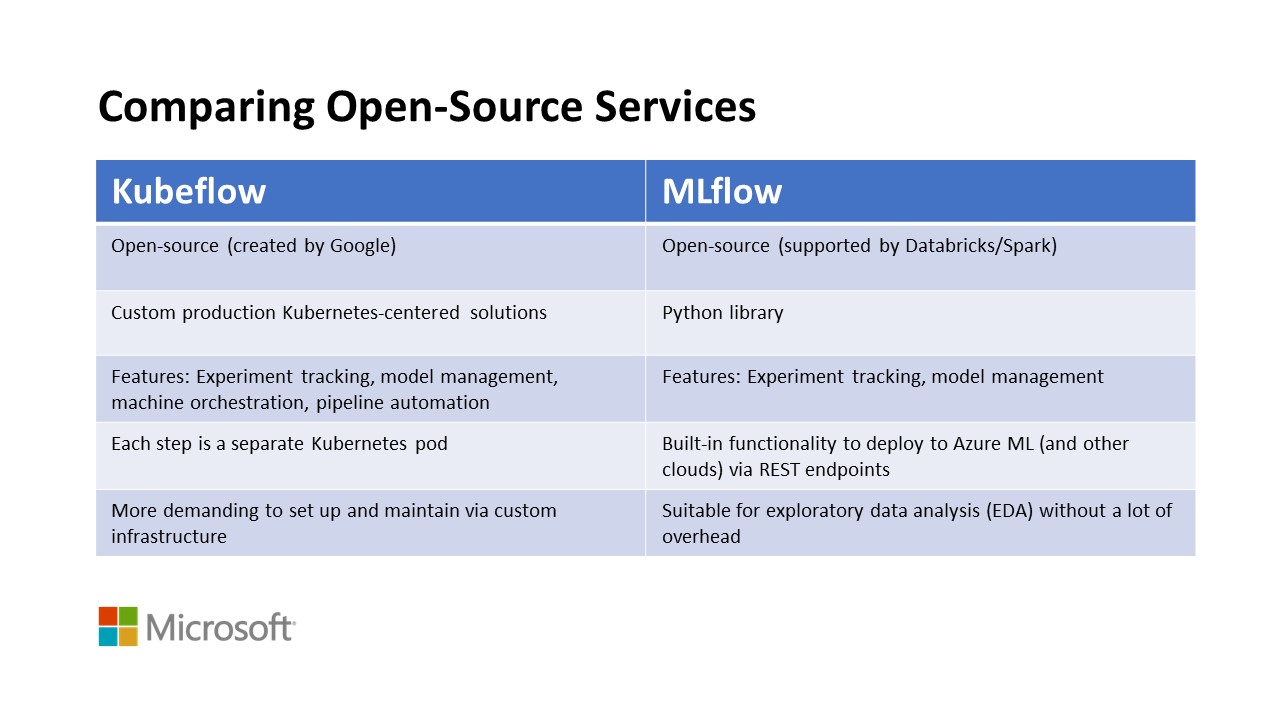 Comparing Open-Source Services
Kubeflow
MLflow
Open-source (created by Google)
Open-source (supported by Databricks/Spark)
Custom production Kubernetes-centered solutions
Python library
Features: Experiment tracking, model management,
machine orchestration, pipeline automation
Features: Experiment tracking, model management
Each step is a separate Kubernetes pod
Built-in functionality to deploy to Azure ML (and other
clouds) via REST endpoints
More demanding to set up and maintain via custom
infrastructure
Suitable for exploratory data analysis (EDA) without a lot of
overhead
Microsoft